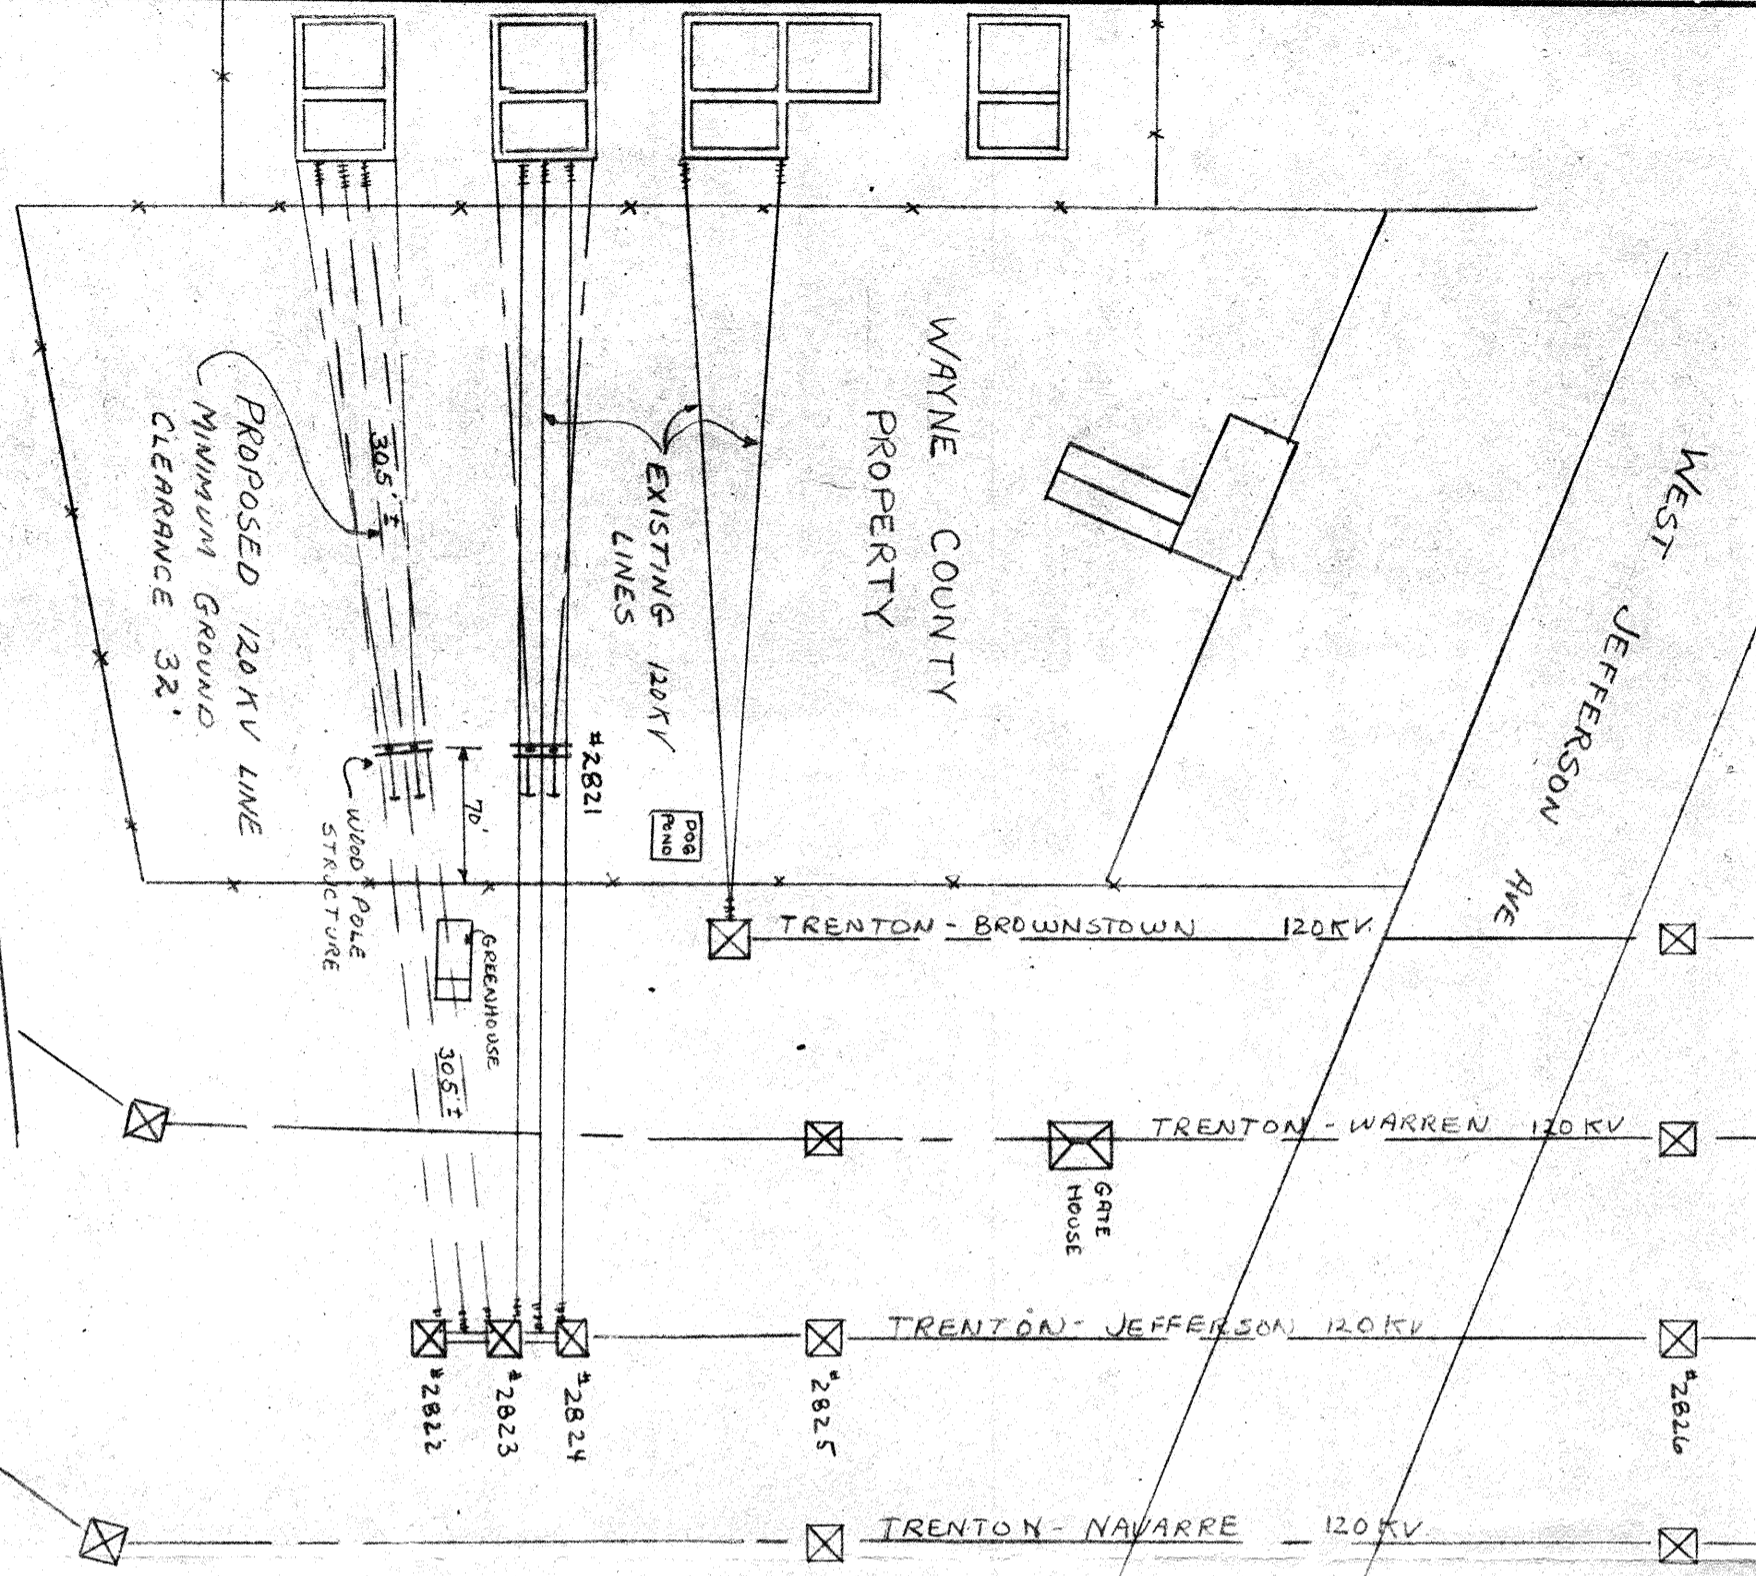 WAYNE COUNTY
PROPERTY
WEST JEFFERSON AVE
EXISTING 120KV
LINES
PROPOSED 120KV LINE
MINIMUM GROUND
CLEARANCE 32'
305'±
#2821
70'
WOOD POLE
STRUCTURE
DOG
POND
GREENHOUSE
305'±
TRENTON - BROWNSTOWN 120KV.
TRENTON - WARREN 120KV
GATE
HOUSE
TRENTON - JEFFERSON 120KV
#2822
#2823
#2824
#2825
#2826
TRENTON - NAVARRE 120KV